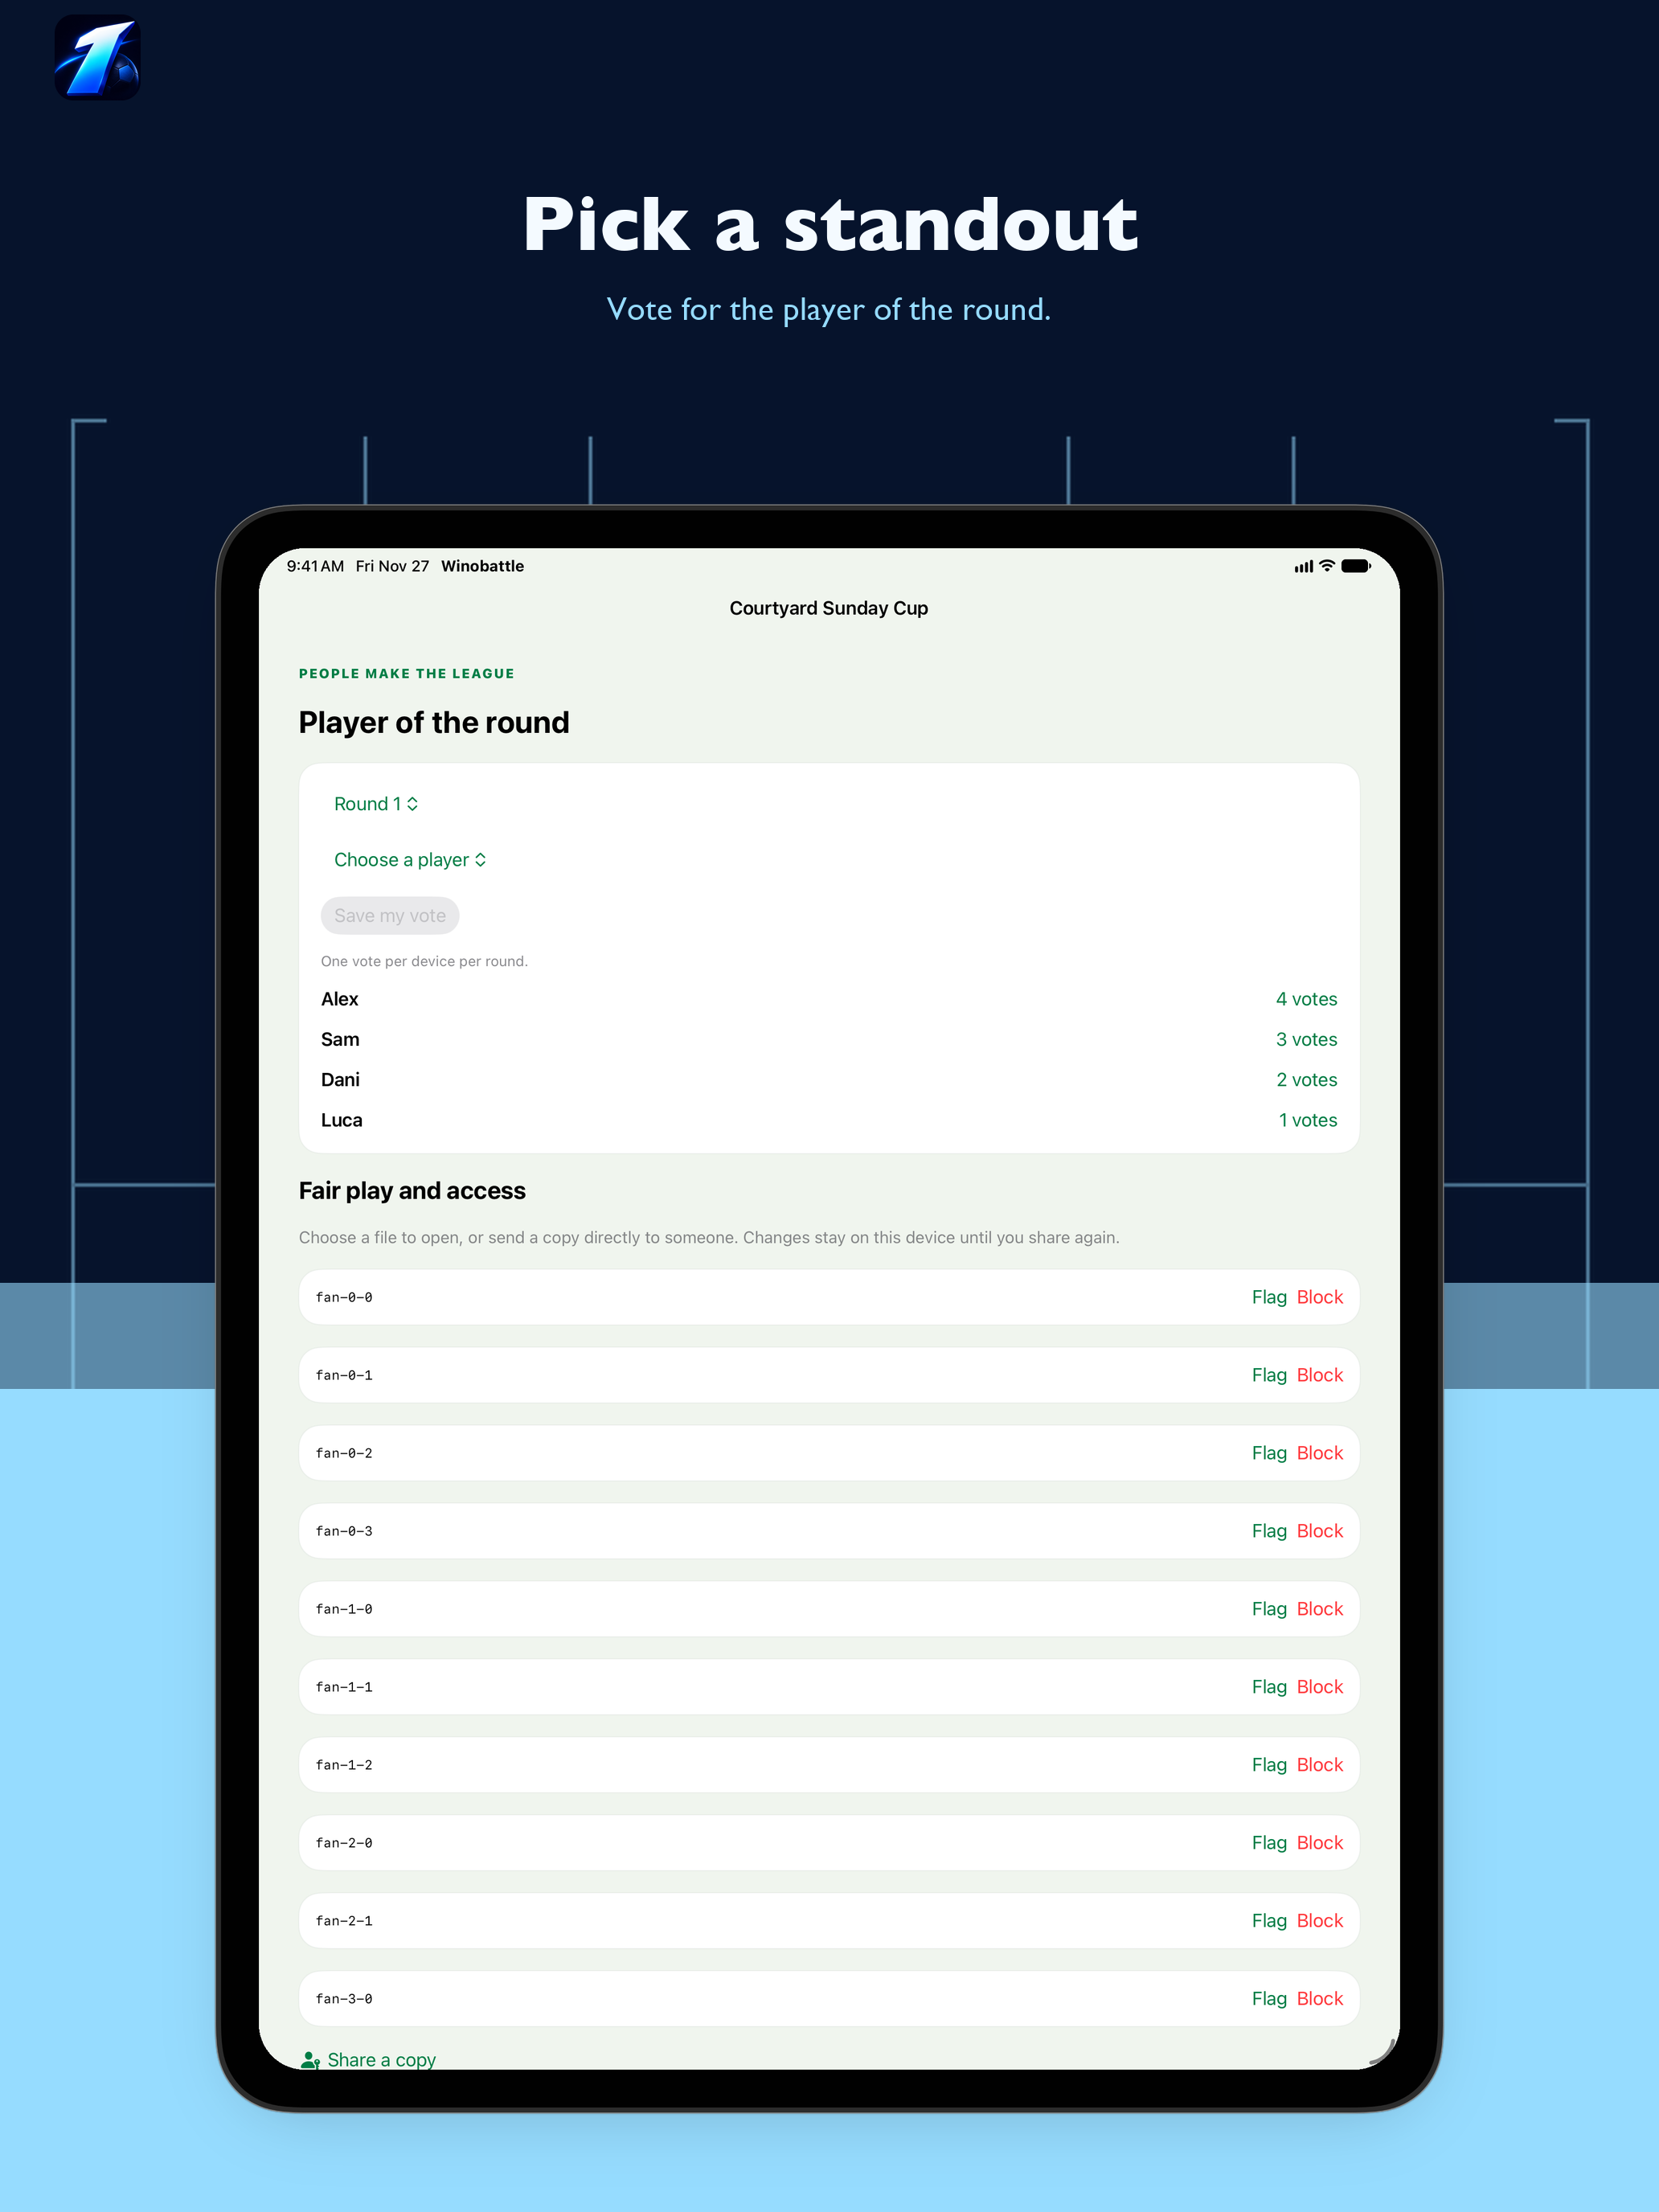 1
Pick a standout
Vote for the player of the round.
9:41 AM Fri Nov 27 Winobattle
Courtyard Sunday Cup
PEOPLE MAKE THE LEAGUE
Player of the round
Round 1
Choose a player
Save my vote
One vote per device per round.
Alex 4 votes
Sam 3 votes
Dani 2 votes
Luca 1 votes
Fair play and access
Choose a file to open, or send a copy directly to someone. Changes stay on this device until you share again.
fan-0-0 Flag Block
fan-0-1 Flag Block
fan-0-2 Flag Block
fan-0-3 Flag Block
fan-1-0 Flag Block
fan-1-1 Flag Block
fan-1-2 Flag Block
fan-2-0 Flag Block
fan-2-1 Flag Block
fan-3-0 Flag Block
Share a copy